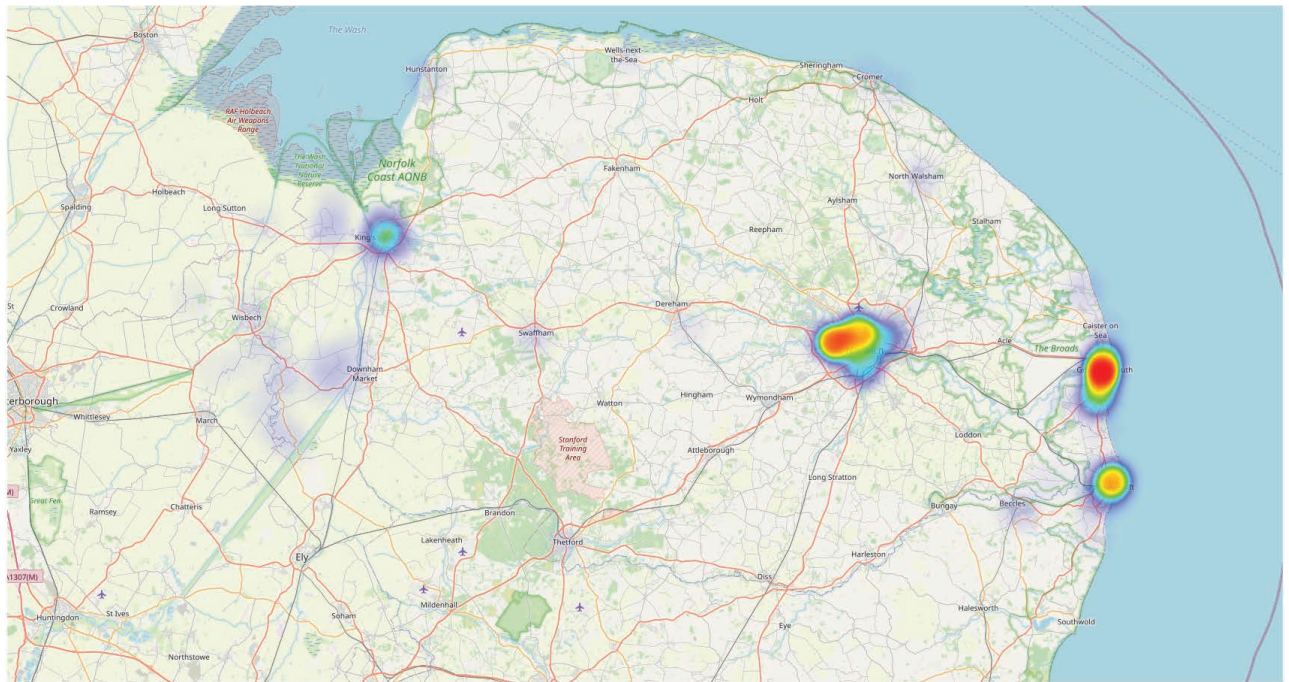 Boston
The Wash
Wells-next
-the-Sea
Sheringham
Cromer
Hunstanton
Holt
RAF Holbeach
Air Weapons
Range
The Wash
National
Nature
Reserve
Norfolk
Coast AONB
Fakenham
North Walsham
Holbeach
Spalding
Long Sutton
Aylsham
Stalham
Reepham
King's
St
Crowland
Wisbech
Dereham
Swaffham
Caister on
Sea
Acle
The Broads
G
uth
Downham
Market
terborough
Whittlesey
March
Watton
Hingham
Wymondham
Yaxley
Stanford
Training
Area
Attleborough
Loddon
Great Fen
M)
Ramsey
Chatteris
Long Stratton
n
Bungay
Beccles
Brandon
Lakenheath
Thetford
Ely
Harleston
A1307(M)
Diss
St Ives
Huntingdon
Soham
Mildenhall
Halesworth
Southwold
Eye
Northstowe